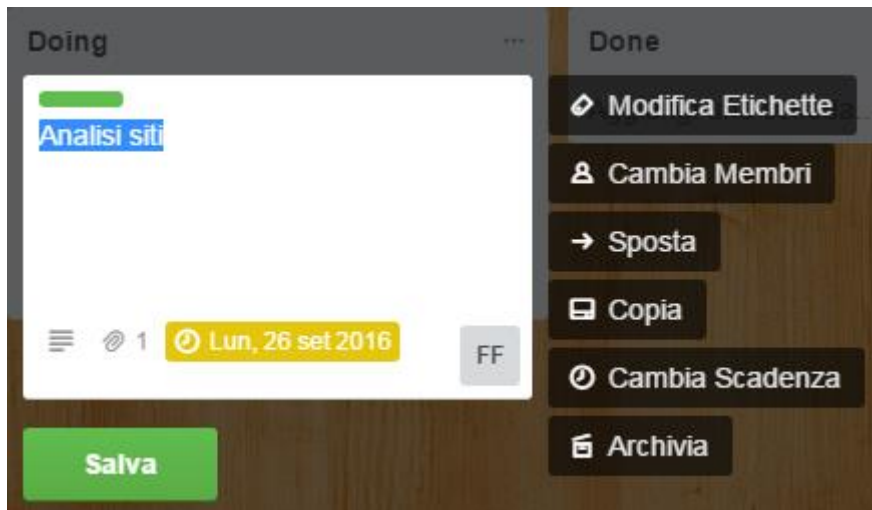 Doing
Analisi siti
1
Lun, 26 set 2016
FF
Salva
Done
Modifica Etichette
Cambia Membri
Sposta
Copia
Cambia Scadenza
Archivia